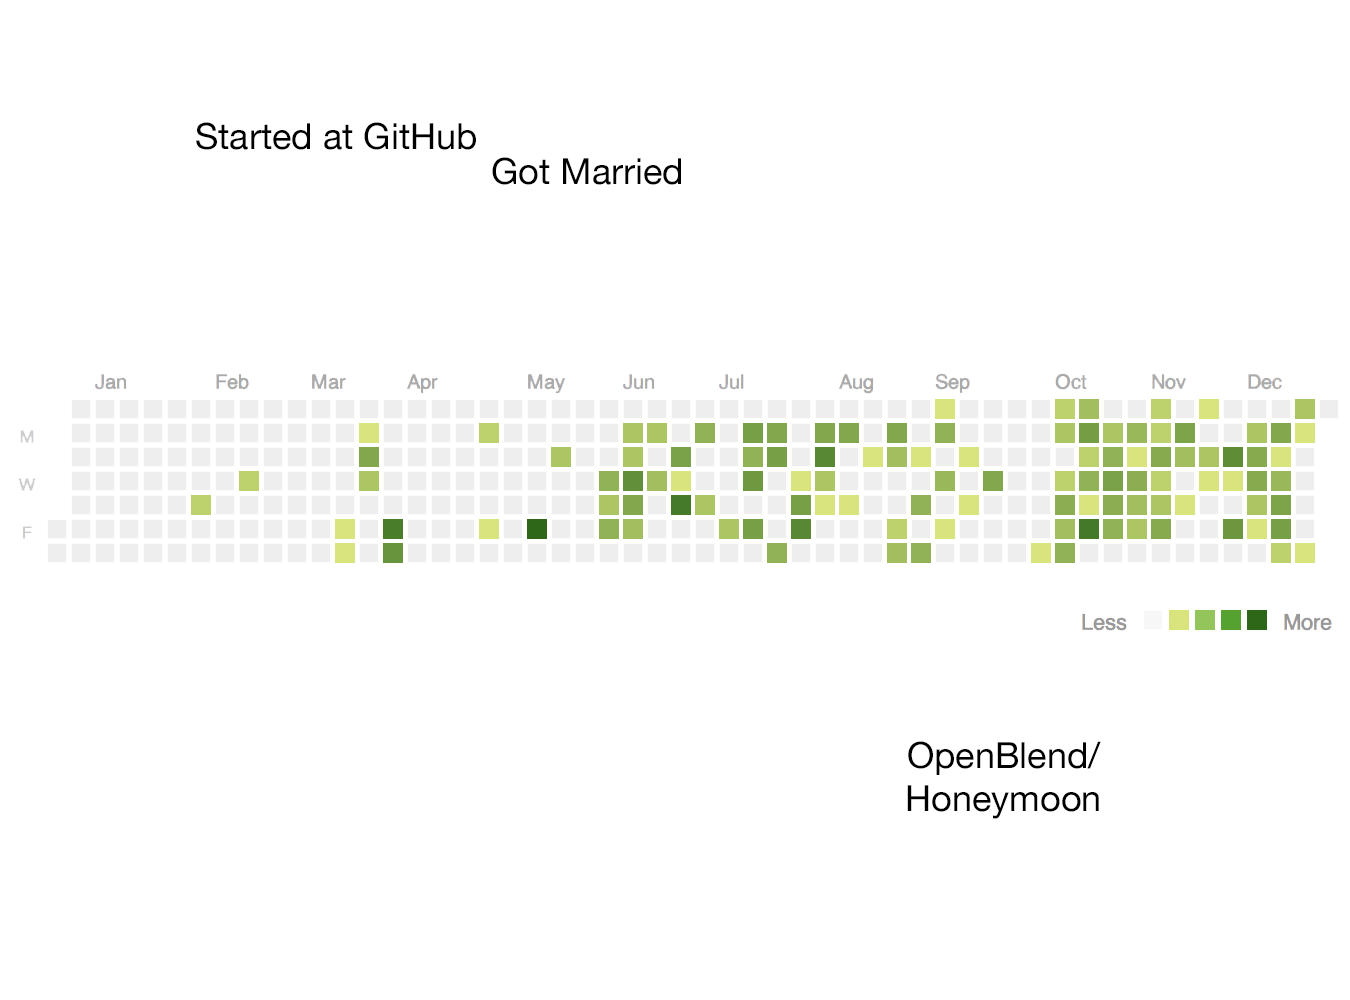 Started at GitHub
Got Married
Jan Feb Mar Apr May Jun Jul Aug Sep Oct Nov Dec
M
W
F
Less More
OpenBlend/
Honeymoon